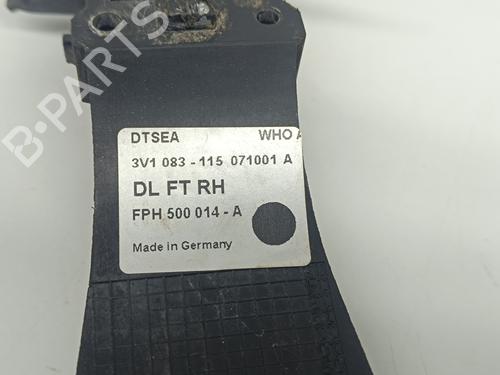 DTSEA WHO A
3V1 083 - 115 071001 A
DL FT RH
FPH 500 014 - A
Made in Germany
B-PARTS